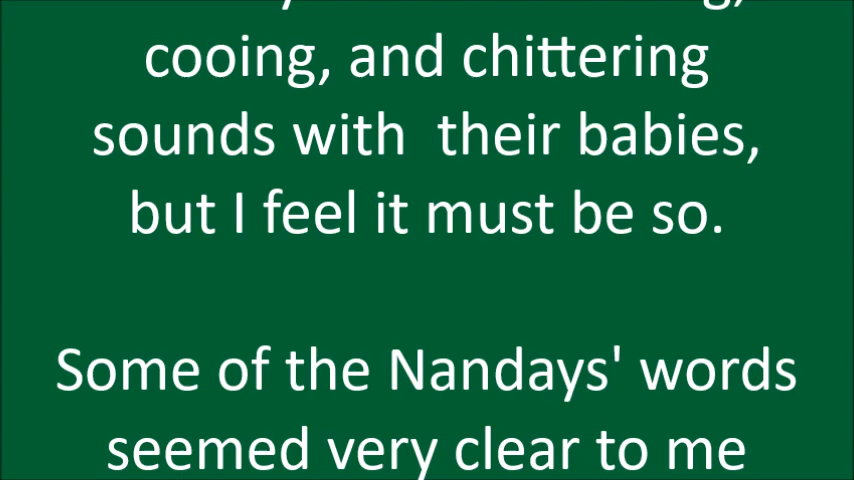 cooing, and chittering
sounds with  their babies,
but I feel it must be so.
Some of the Nandays' words
seemed very clear to me